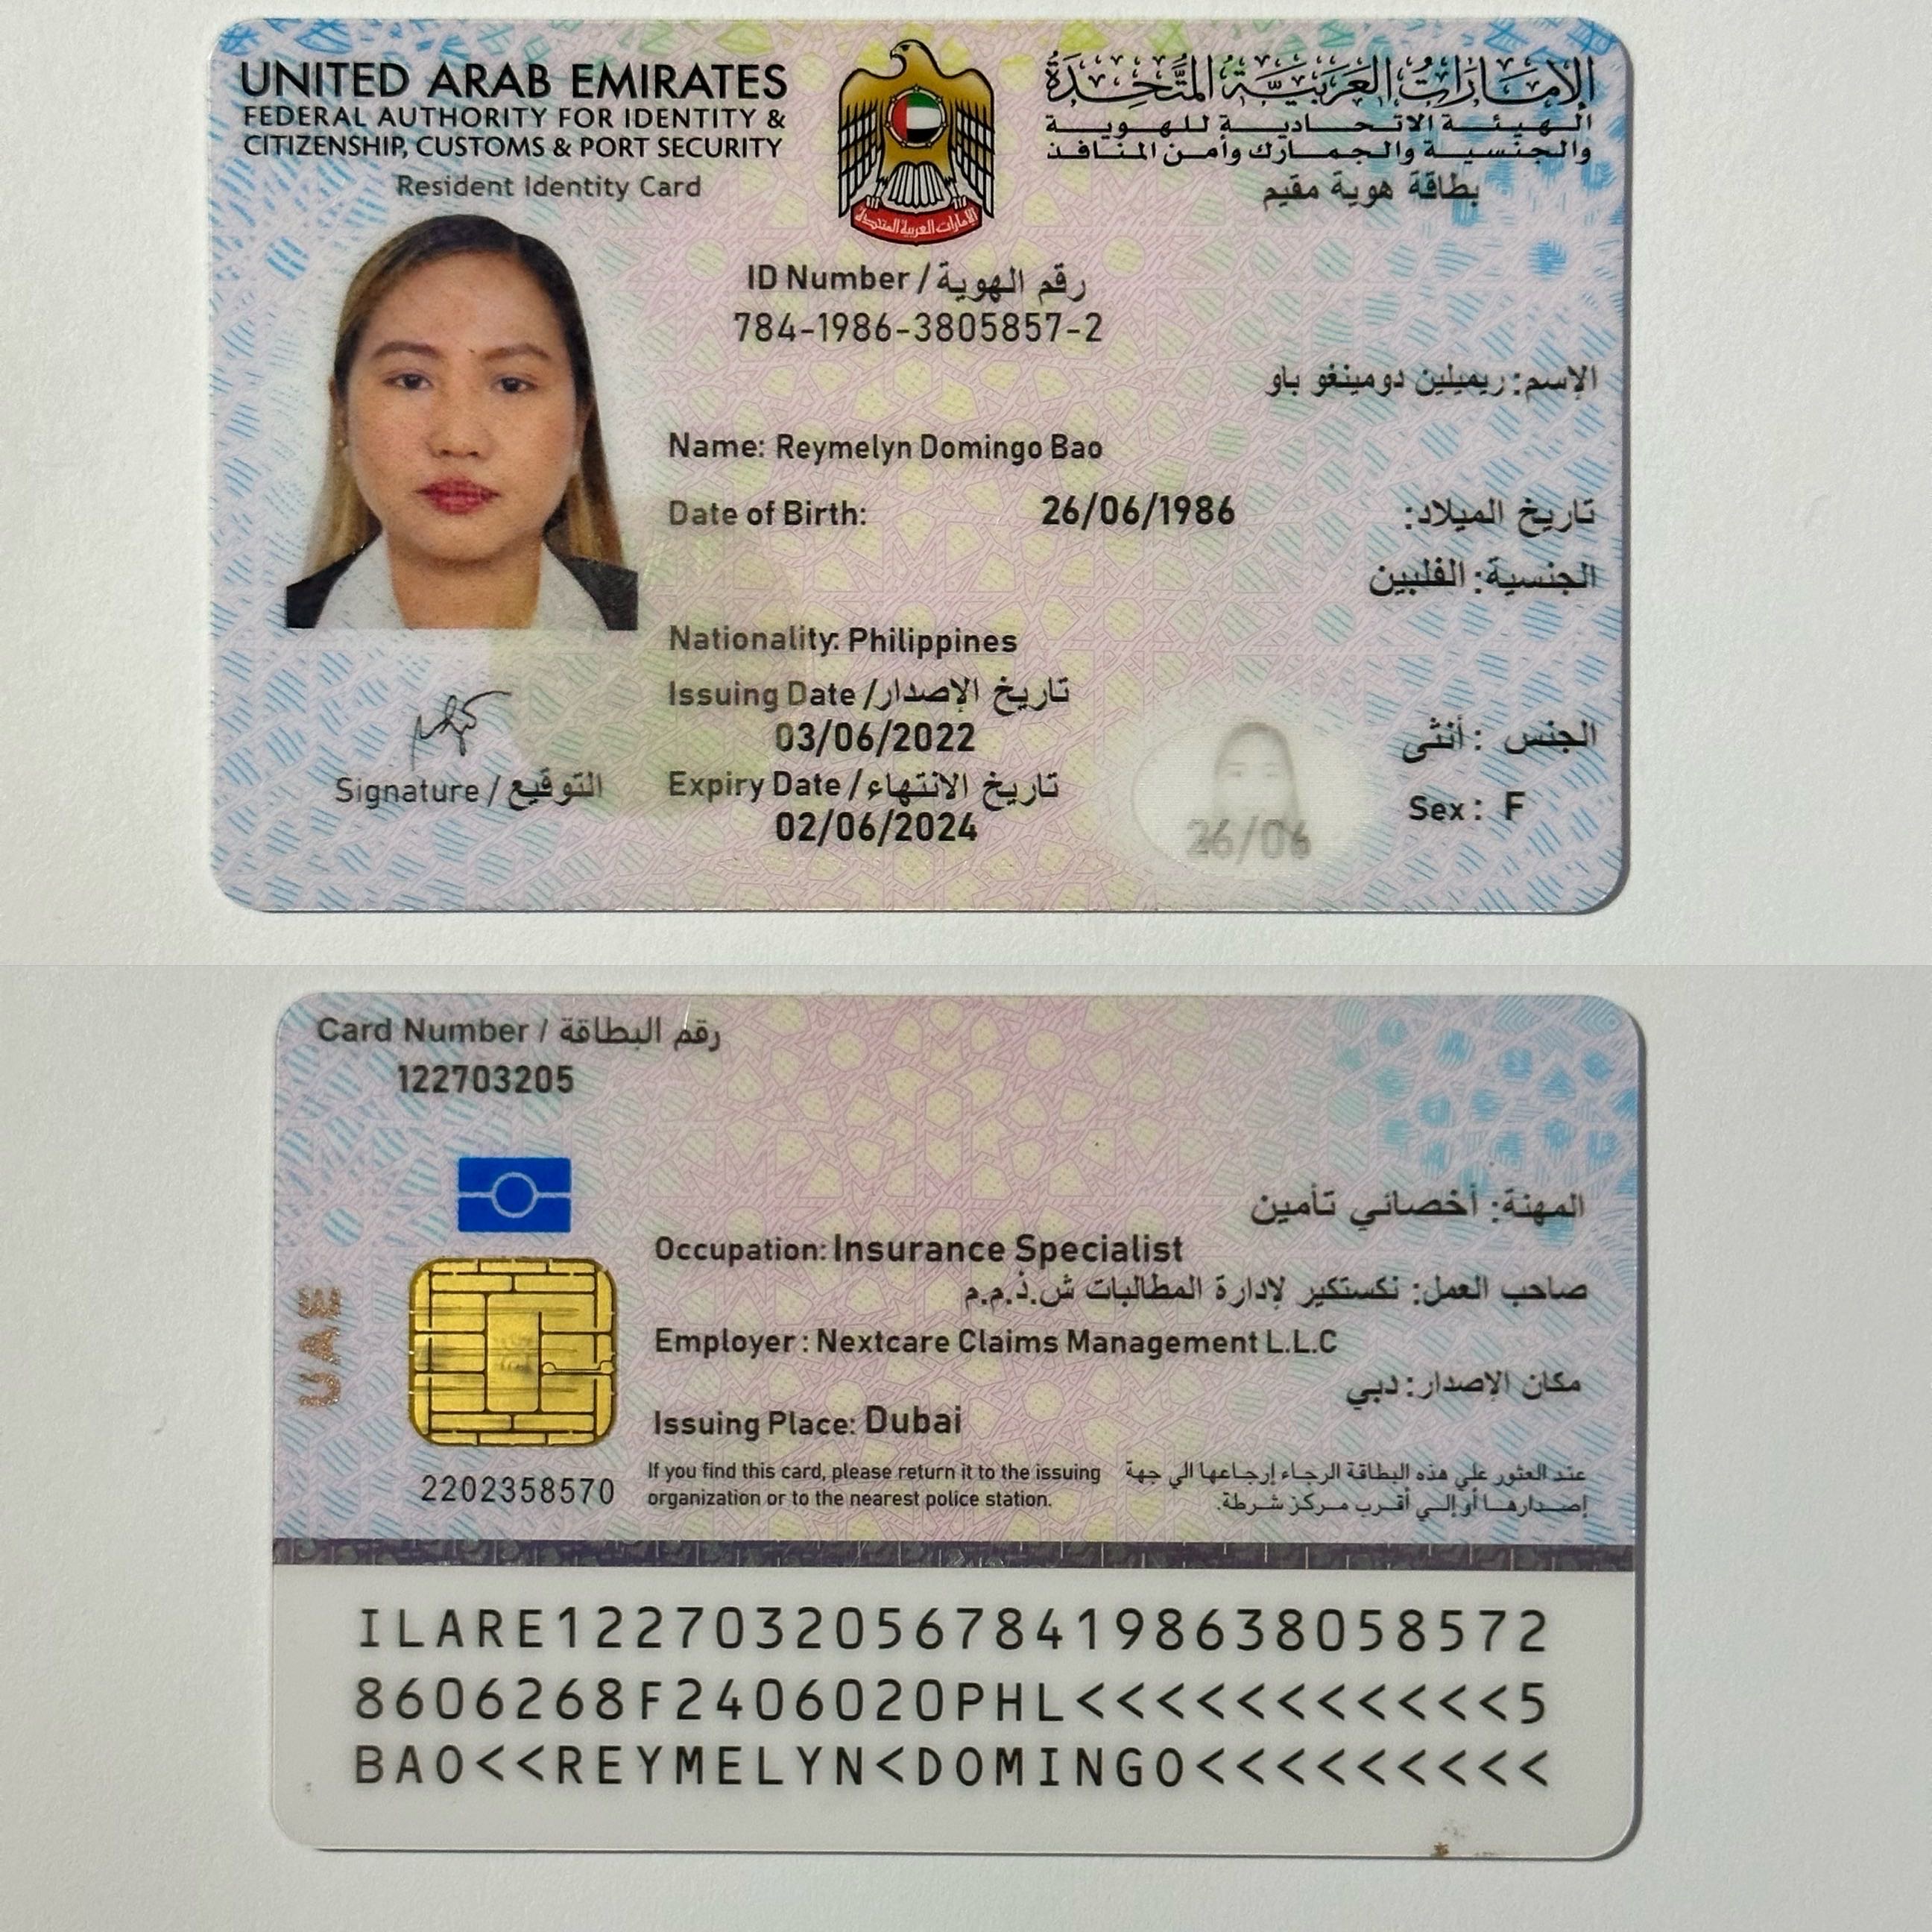 UNITED ARAB EMIRATES
FEDERAL AUTHORITY FOR IDENTITY &
CITIZENSHIP, CUSTOMS & PORT SECURITY
Resident Identity Card
الإمارات العربية المتحدة
الهيئة الاتحادية للهوية
والجنسية والجمارك وأمن المنافذ
بطاقة هوية مقيم
الإمارات العربية المتحدة
ID Number / رقم الهوية
784-1986-3805857-2
الإسم: ريميلين دومينغو باو
Name: Reymelyn Domingo Bao
Date of Birth: 26/06/1986 تاريخ الميلاد:
الجنسية: الفلبين
Nationality: Philippines
Issuing Date / تاريخ الإصدار
03/06/2022
Expiry Date / تاريخ الانتهاء
02/06/2024
Signature / التوقيع
26/06
الجنس : أنثى
Sex : F
Card Number / رقم البطاقة
122703205
المهنة: أخصائي تأمين
Occupation: Insurance Specialist
صاحب العمل: نكستكير لإدارة المطالبات ش.ذ.م.م
Employer : Nextcare Claims Management L.L.C
مكان الإصدار: دبي
Issuing Place: Dubai
UAE
2202358570
If you find this card, please return it to the issuing
organization or to the nearest police station.
عند العثور علي هذه البطاقة الرجاء إرجاعها الي جهة
إصدارها أو إلى أقرب مركز شرطة.
ILARE1227032056784198638058572
8606268F2406020PHL<<<<<<<<<<<5
BAO<<REYMELYN<DOMINGO<<<<<<<<<